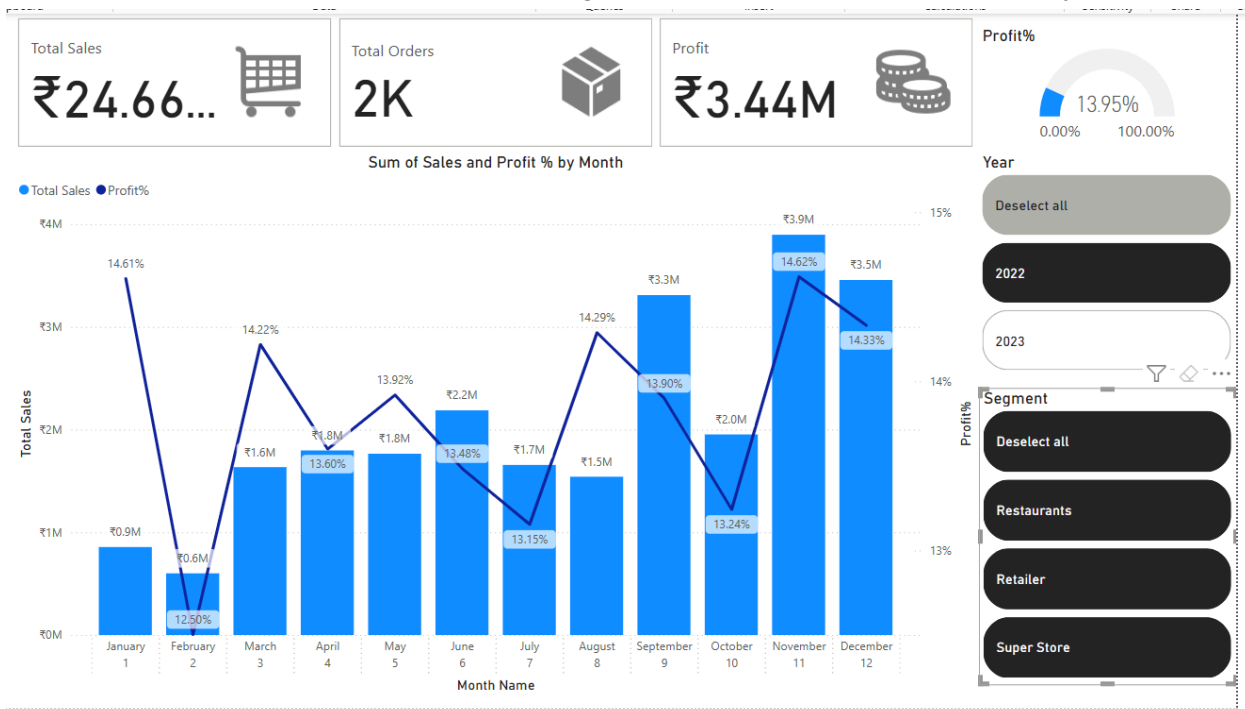 Total Sales
₹24.66...
Total Orders
2K
Profit
₹3.44M
Profit%
13.95%
0.00% 100.00%
Sum of Sales and Profit % by Month
Total Sales Profit%
Total Sales
₹4M
₹3M
₹2M
₹1M
₹0M
15%
14%
13%
Profit%
₹0.9M
₹0.6M
₹1.6M
₹1.8M
₹1.8M
₹2.2M
₹1.7M
₹1.5M
₹3.3M
₹2.0M
₹3.9M
₹3.5M
14.61%
12.50%
14.22%
13.60%
13.92%
13.48%
13.15%
14.29%
13.90%
13.24%
14.62%
14.33%
January February March April May June July August September October November December
1 2 3 4 5 6 7 8 9 10 11 12
Month Name
Year
Deselect all
2022
2023
Segment
Deselect all
Restaurants
Retailer
Super Store